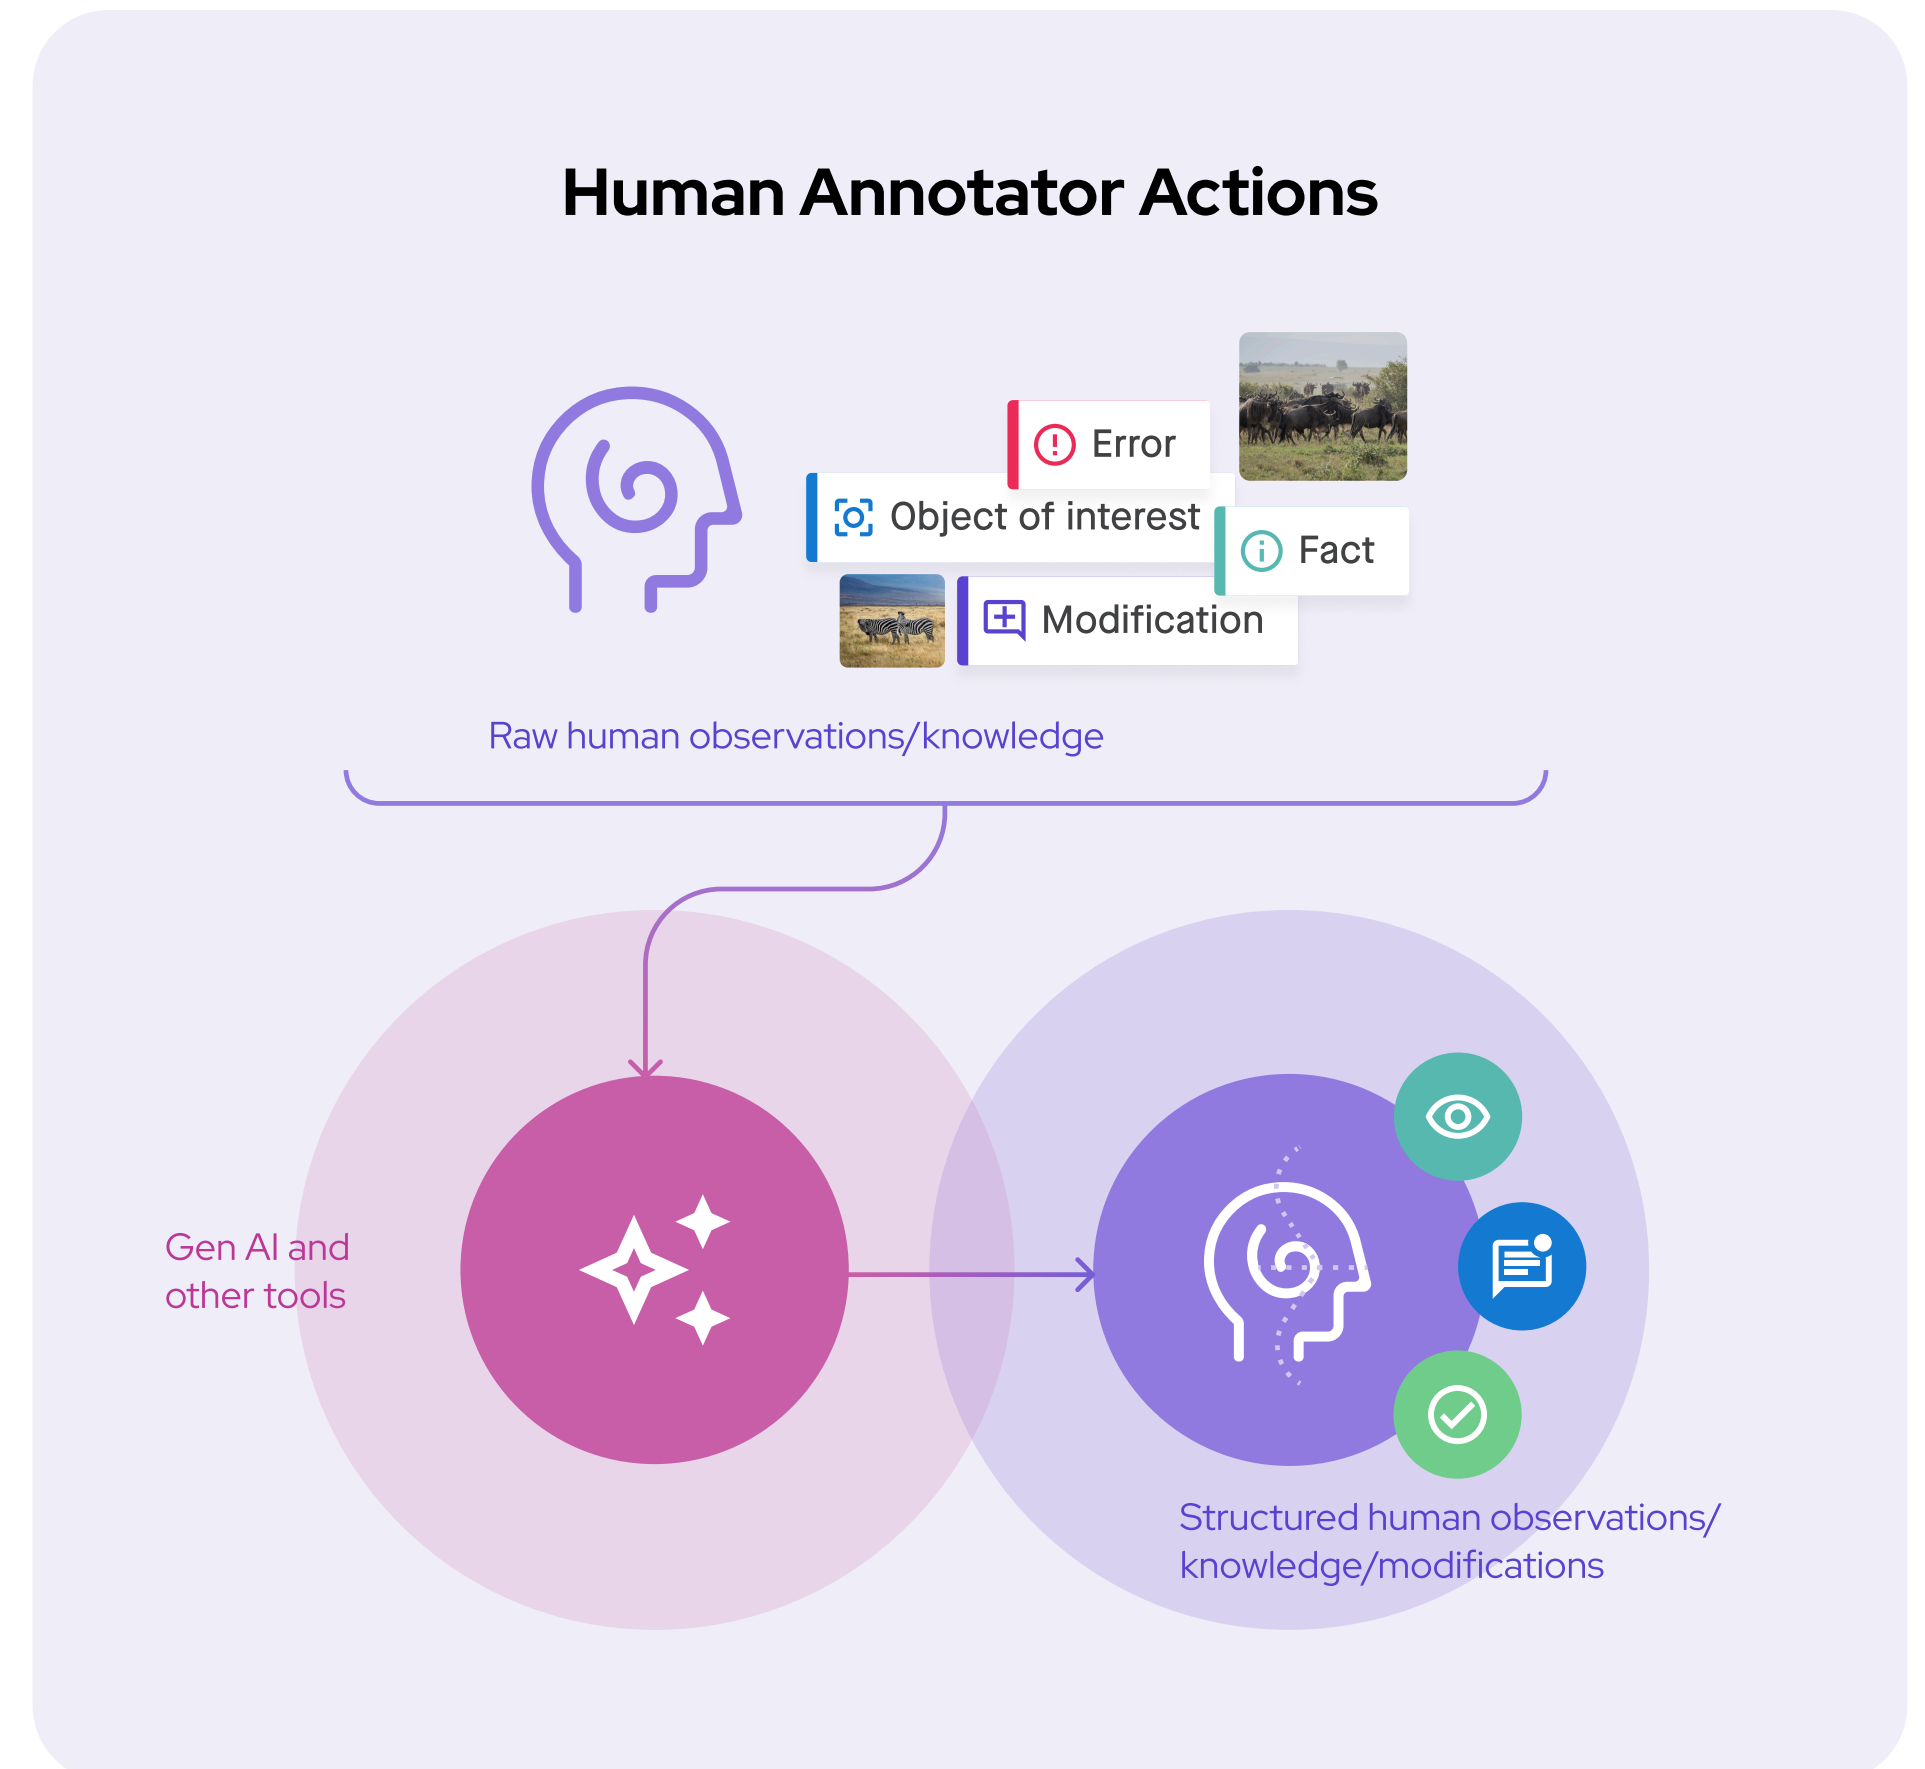 Human Annotator Actions
Error
Object of interest
Fact
Modification
Raw human observations/knowledge
Gen AI and
other tools
Structured human observations/
knowledge/modifications